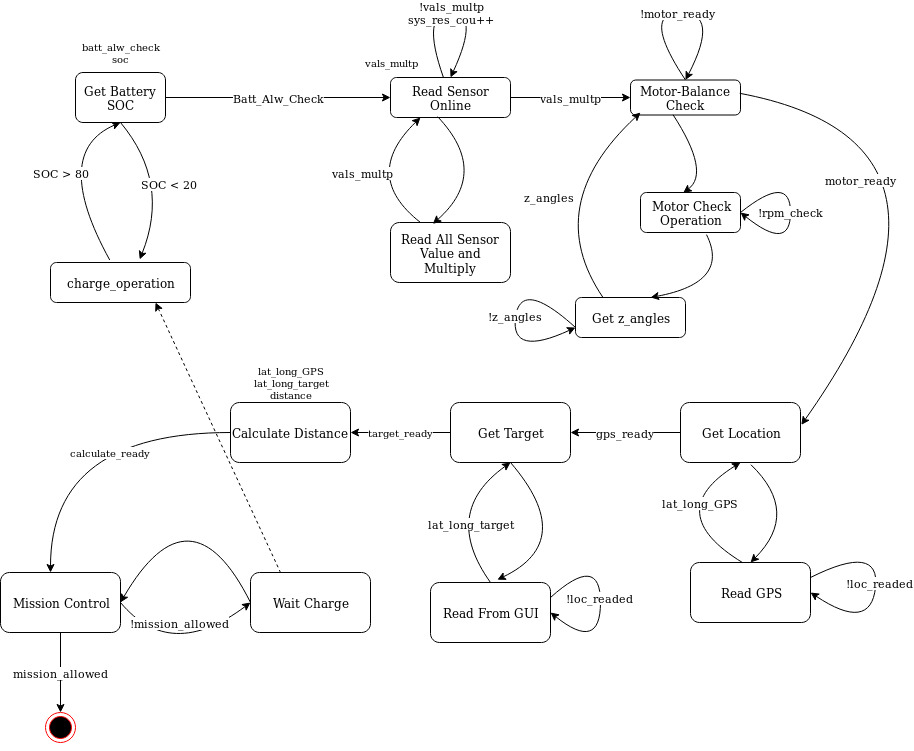 !vals_multp
sys_res_cou++
!motor_ready
batt_alw_check
soc
vals_multp
Get Battery
SOC
Batt_Alw_Check
Read Sensor
Online
vals_multp
Motor-Balance
Check
SOC > 80
SOC < 20
vals_multp
motor_ready
z_angles
Motor Check
Operation
!rpm_check
Read All Sensor
Value and
Multiply
charge_operation
!z_angles
Get z_angles
lat_long_GPS
lat_long_target
distance
Calculate Distance
target_ready
Get Target
gps_ready
Get Location
calculate_ready
lat_long_target
lat_long_GPS
Mission Control
!mission_allowed
Wait Charge
Read From GUI
!loc_readed
Read GPS
!loc_readed
mission_allowed